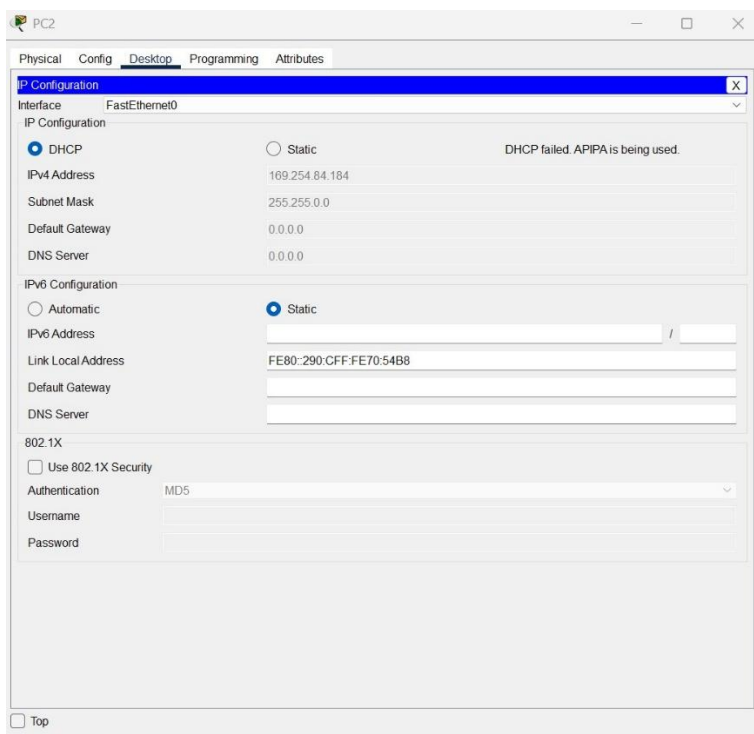 PC2
Physical Config Desktop Programming Attributes
IP Configuration X
Interface FastEthernet0
IP Configuration
DHCP Static DHCP failed. APIPA is being used.
IPv4 Address 169.254.84.184
Subnet Mask 255.255.0.0
Default Gateway 0.0.0.0
DNS Server 0.0.0.0
IPv6 Configuration
Automatic Static
IPv6 Address /
Link Local Address FE80::290:CFF:FE70:54B8
Default Gateway
DNS Server
802.1X
Use 802.1X Security
Authentication MD5
Username
Password
Top